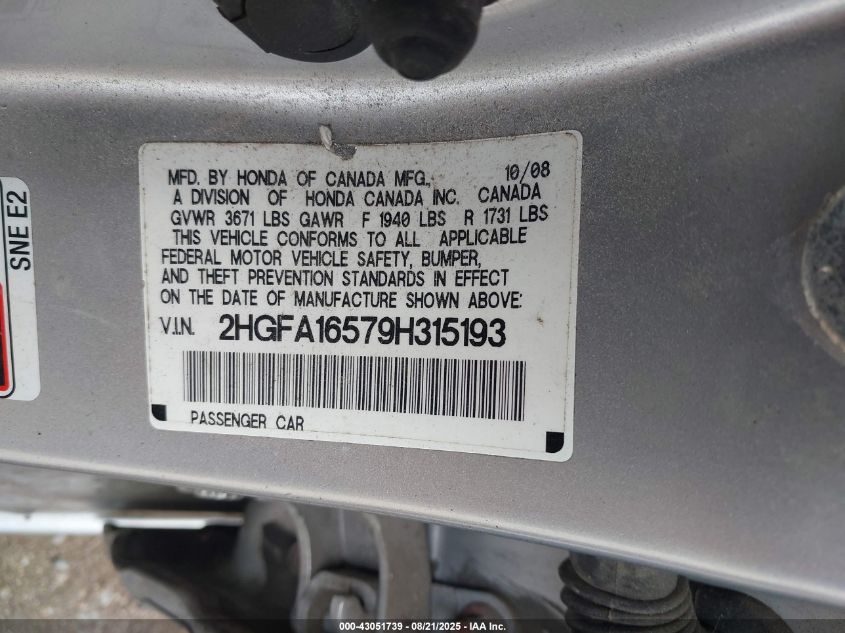 MFD. BY HONDA OF CANADA MFG., 10/08
A DIVISION OF HONDA CANADA INC. CANADA
GVWR 3671 LBS GAWR F 1940 LBS R 1731 LBS
THIS VEHICLE CONFORMS TO ALL APPLICABLE
FEDERAL MOTOR VEHICLE SAFETY, BUMPER,
AND THEFT PREVENTION STANDARDS IN EFFECT
ON THE DATE OF MANUFACTURE SHOWN ABOVE:
V.I.N. 2HGFA16579H315193
PASSENGER CAR
SNE E2
000-43051739 - 08/21/2025 - IAA Inc.